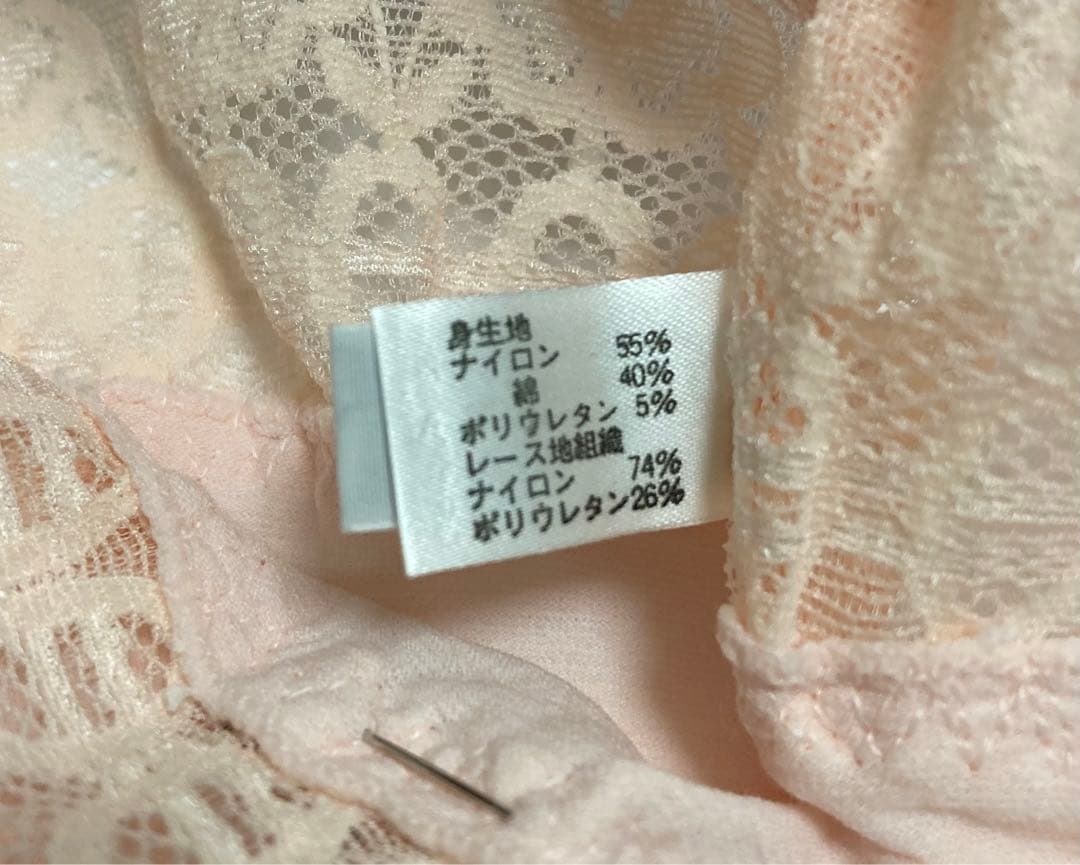 身生地
ナイロン 55%
綿 40%
ポリウレタン 5%
レース地組織
ナイロン 74%
ポリウレタン26%